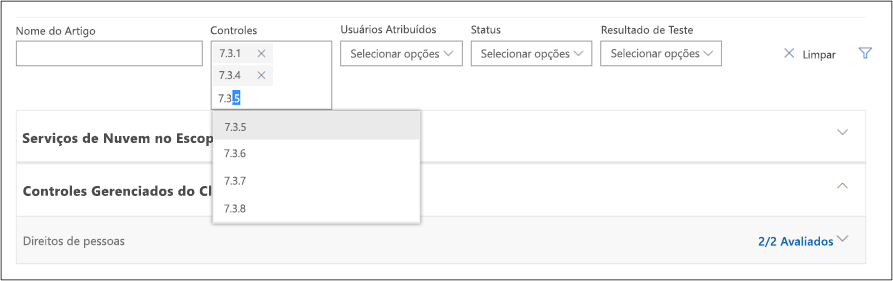 Nome do Artigo
Controles
Usuários Atribuídos
Status
Resultado de Teste
7.3.1
7.3.4
7.3.5
Selecionar opções
Selecionar opções
Selecionar opções
Limpar
7.3.5
7.3.6
7.3.7
7.3.8
Serviços de Nuvem no Escop
Controles Gerenciados do Cl
Direitos de pessoas
2/2 Avaliados